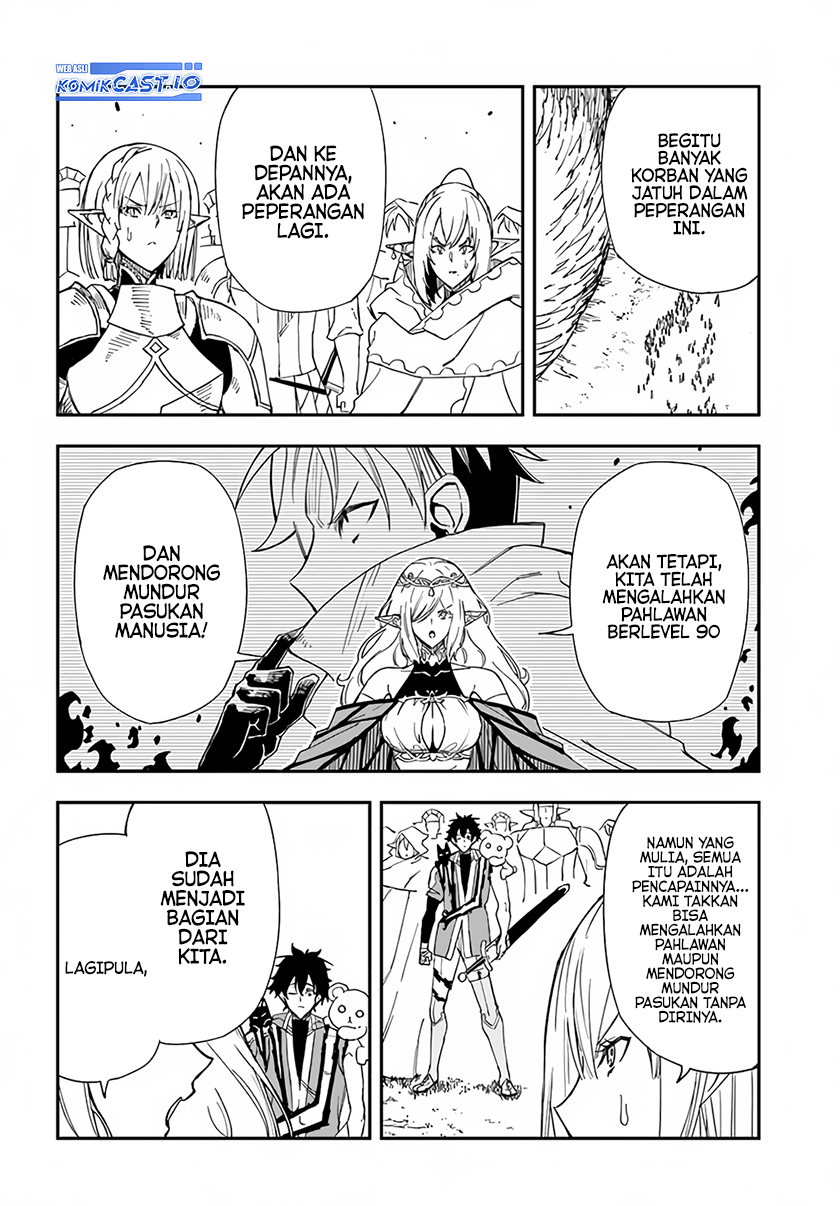 WEB ASLI
KOMIKCAST.IO
BEGITU
BANYAK
KORBAN YANG
JATUH DALAM
PEPERANGAN
INI.
DAN KE
DEPANNYA,
AKAN ADA
PEPERANGAN
LAGI.
AKAN TETAPI,
KITA TELAH
MENGALAHKAN
PAHLAWAN
BERLEVEL 90
DAN
MENDORONG
MUNDUR
PASUKAN
MANUSIA!
NAMUN YANG
MULIA, SEMUA
ITU ADALAH
PENCAPAINNYA...
KAMI TAKKAN
BISA
MENGALAHKAN
PAHLAWAN
MAUPUN
MENDORONG
MUNDUR
PASUKAN TANPA
DIRINYA.
DIA
SUDAH
MENJADI
BAGIAN
DARI
KITA.
LAGIPULA,